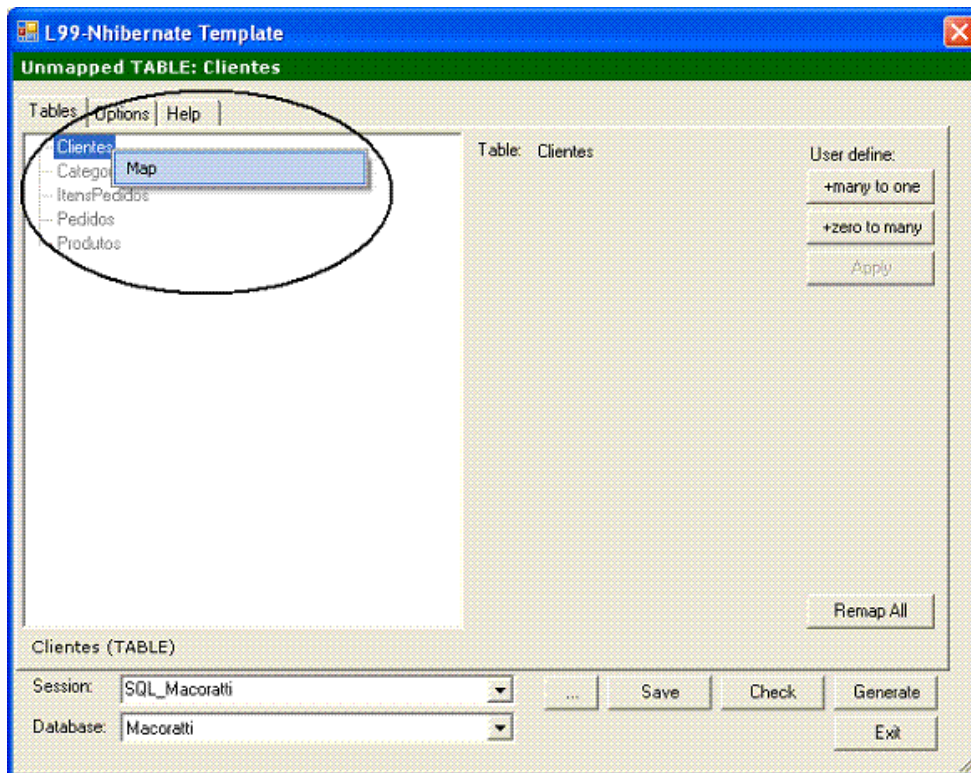 L99-Nhibernate Template
Unmapped TABLE: Clientes
Tables Options Help
Clientes
Map
ItensPedidos
Pedidos
Produtos
Table: Clientes
User define:
+many to one
+zero to many
Apply
Remap All
Clientes (TABLE)
Session: SQL_Macoratti ... Save Check Generate
Database: Macoratti Exit